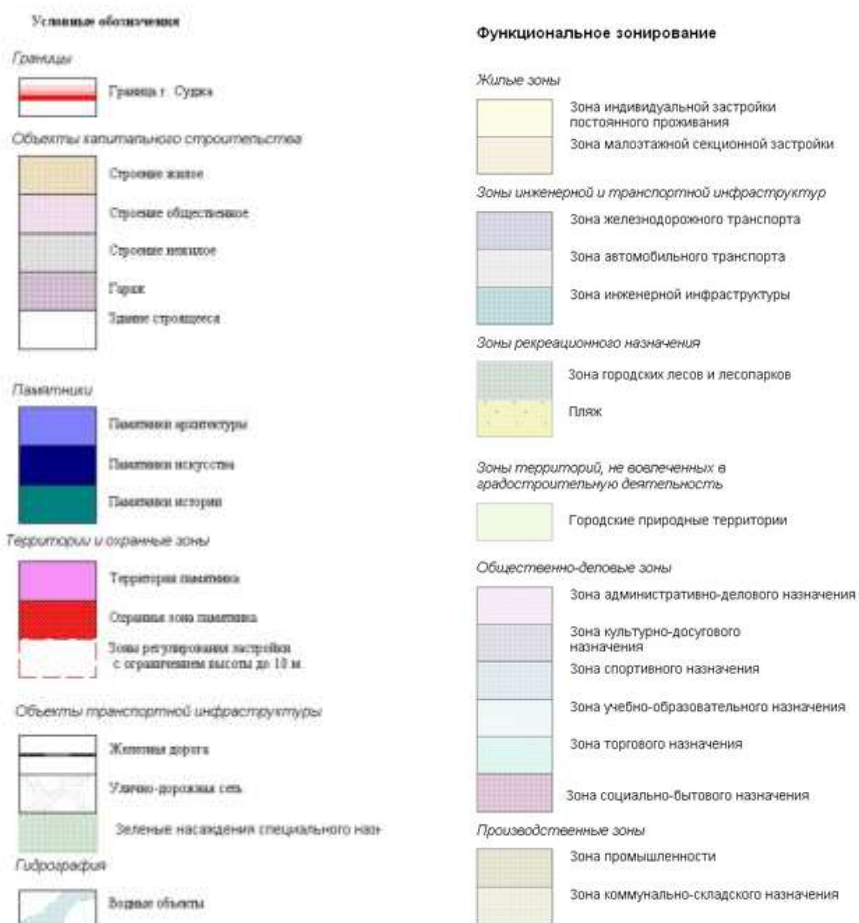 Условные обозначения
Границы
Граница г. Суджа
Объекты капитального строительства
Строение жилое
Строение общественное
Строение нежилое
Гараж
Здание строящееся
Памятники
Памятники архитектуры
Памятники искусства
Памятники истории
Территории и охранные зоны
Территория памятника
Охранная зона памятника
Зоны регулирования застройки
с ограничением высоты до 10 м.
Объекты транспортной инфраструктуры
Железная дорога
Улично-дорожная сеть
Зеленые насаждения специального назн
Гидрография
Водные объекты
Функциональное зонирование
Жилые зоны
Зона индивидуальной застройки
постоянного проживания
Зона малоэтажной секционной застройки
Зоны инженерной и транспортной инфраструктур
Зона железнодорожного транспорта
Зона автомобильного транспорта
Зона инженерной инфраструктуры
Зоны рекреационного назначения
Зона городских лесов и лесопарков
Пляж
Зоны территорий, не вовлеченных в
градостроительную деятельность
Городские природные территории
Общественно-деловые зоны
Зона административно-делового назначения
Зона культурно-досугового
назначения
Зона спортивного назначения
Зона учебно-образовательного назначения
Зона торгового назначения
Зона социально-бытового назначения
Производственные зоны
Зона промышленности
Зона коммунально-складского назначения